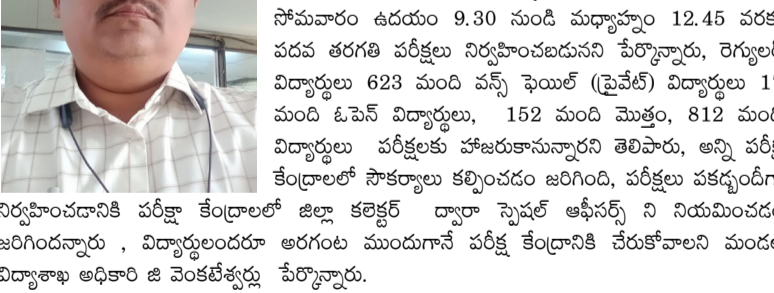 సోమవారం ఉదయం 9.30 నుండి మధ్యాహ్నం 12.45 వరకు
పదవ తరగతి పరీక్షలు నిర్వహించబడునని పేర్కొన్నారు, రెగ్యులర్
విద్యార్థులు 623 మంది వన్స్ ఫెయిల్ (ప్రైవేట్) విద్యార్థులు
మంది ఓపెన్ విద్యార్థులు, 152 మంది మొత్తం, 812 మంది
విద్యార్థులు పరీక్షలకు హాజరుకానున్నారని తెలిపారు, అన్ని
కేంద్రాలలో సౌకర్యాలు కల్పించడం జరిగింది, పరీక్షలు పకడ్బందీగా
నిర్వహించడానికి పరీక్షా కేంద్రాలలో జిల్లా కలెక్టర్ ద్వారా స్పెషల్ ఆఫీసర్స్ ని నియమించడం
జరిగిందన్నారు , విద్యార్థులందరూ అరగంట ముందుగానే పరీక్ష కేంద్రానికి చేరుకోవాలని మండల
విద్యాశాఖ అధికారి జి వెంకటేశ్వర్లు పేర్కొన్నారు.